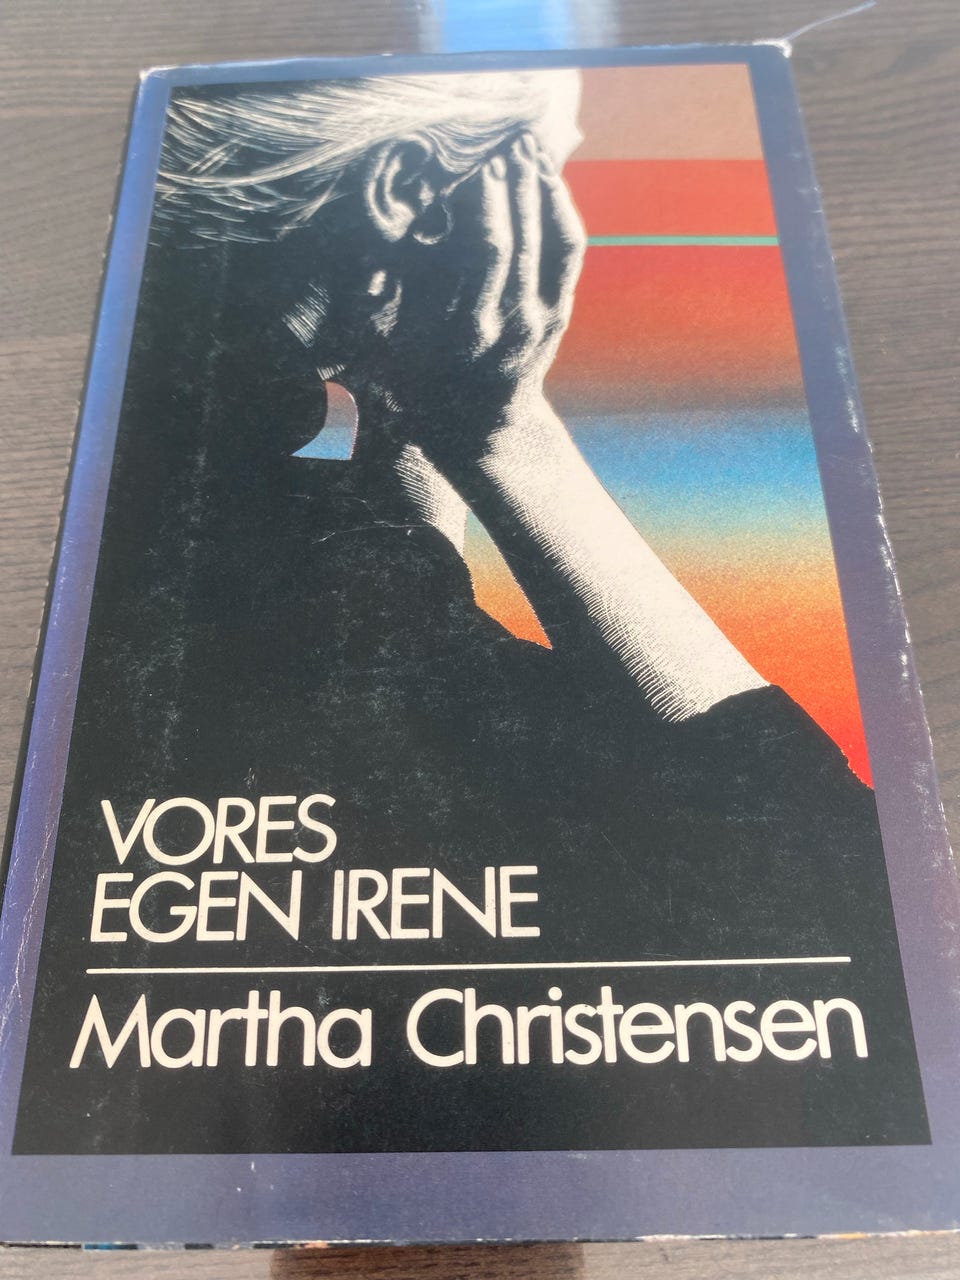 VORES
EGEN IRENE
Martha Christensen